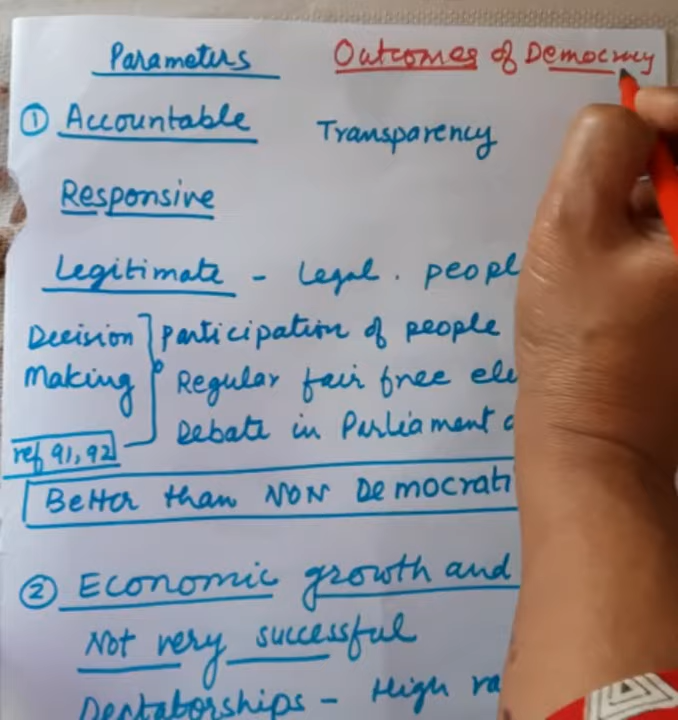 Parameters Outcomes of Democracy
① Accountable Transparency
Responsive
Legitimate - Legal. peopl
Decision participation of people
Making Regular fair free ele
Debate in Parliament
ref 91, 92
Better than NON Democrati
② Economic growth and
Not very successful
Dectatorships - High ra